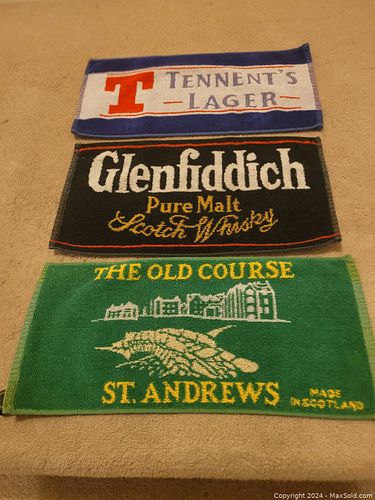 T TENNENT'S
LAGER
Glenfiddich
Pure Malt
Scotch Whisky
THE OLD COURSE
ST. ANDREWS
MADE
IN SCOTLAND
Copyright 2024 - MaxSold.com